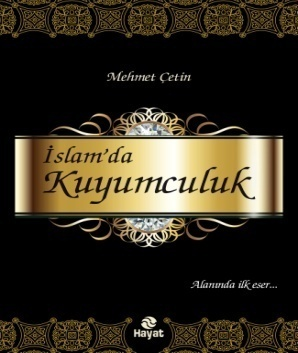 Mehmet Çetin
İslam'da
Kuyumculuk
Alanında ilk eser...
Hayat